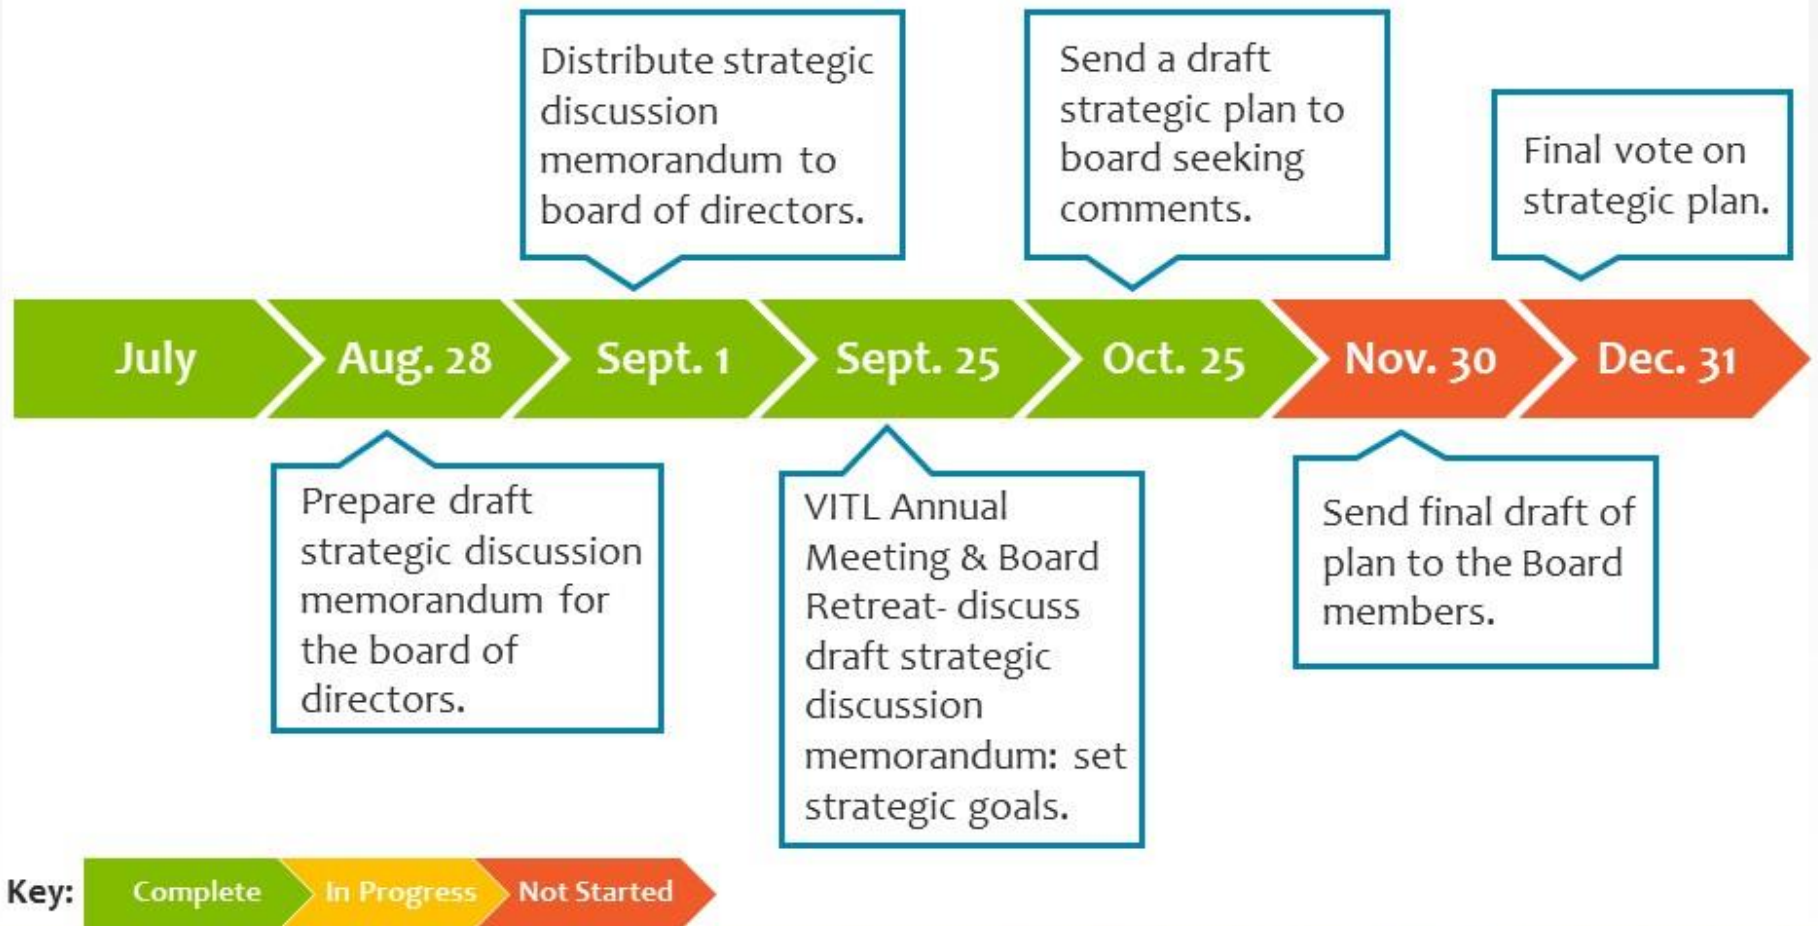 Distribute strategic
discussion
memorandum to
board of directors.
Send a draft
strategic plan to
board seeking
comments.
Final vote on
strategic plan.
July
Aug. 28
Sept. 1
Sept. 25
Oct. 25
Nov. 30
Dec. 31
Prepare draft
strategic discussion
memorandum for
the board of
directors.
VITL Annual
Meeting & Board
Retreat- discuss
draft strategic
discussion
memorandum: set
strategic goals.
Send final draft of
plan to the Board
members.
Key:
Complete
In Progress
Not Started